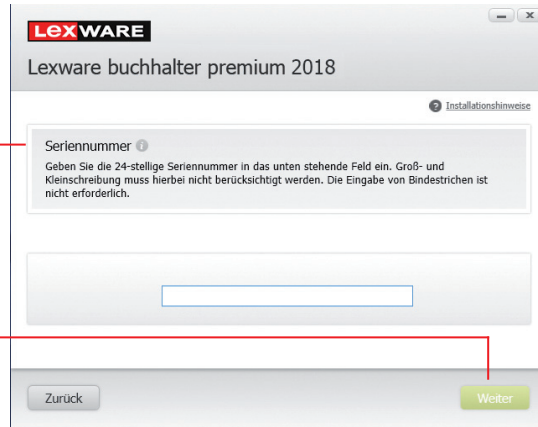 LEXWARE
Lexware buchhalter premium 2018
Installationshinweise
Seriennummer
Geben Sie die 24-stellige Seriennummer in das unten stehende Feld ein. Groß- und
Kleinschreibung muss hierbei nicht berücksichtigt werden. Die Eingabe von Bindestrichen ist
nicht erforderlich.
Zurück
Weiter